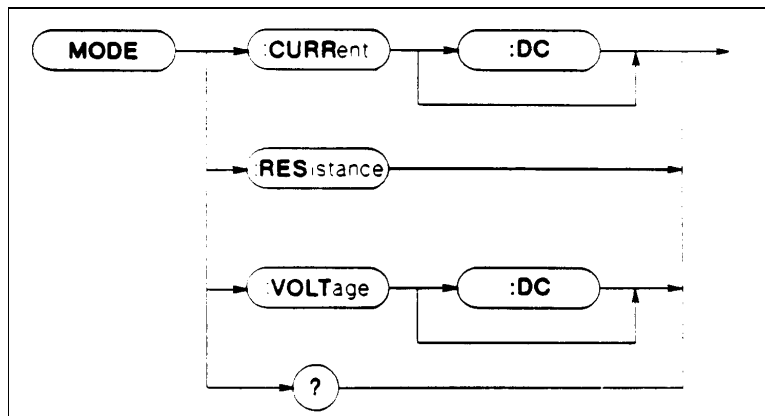 MODE :CURRent :DC
:RESistance
:VOLTage :DC
?